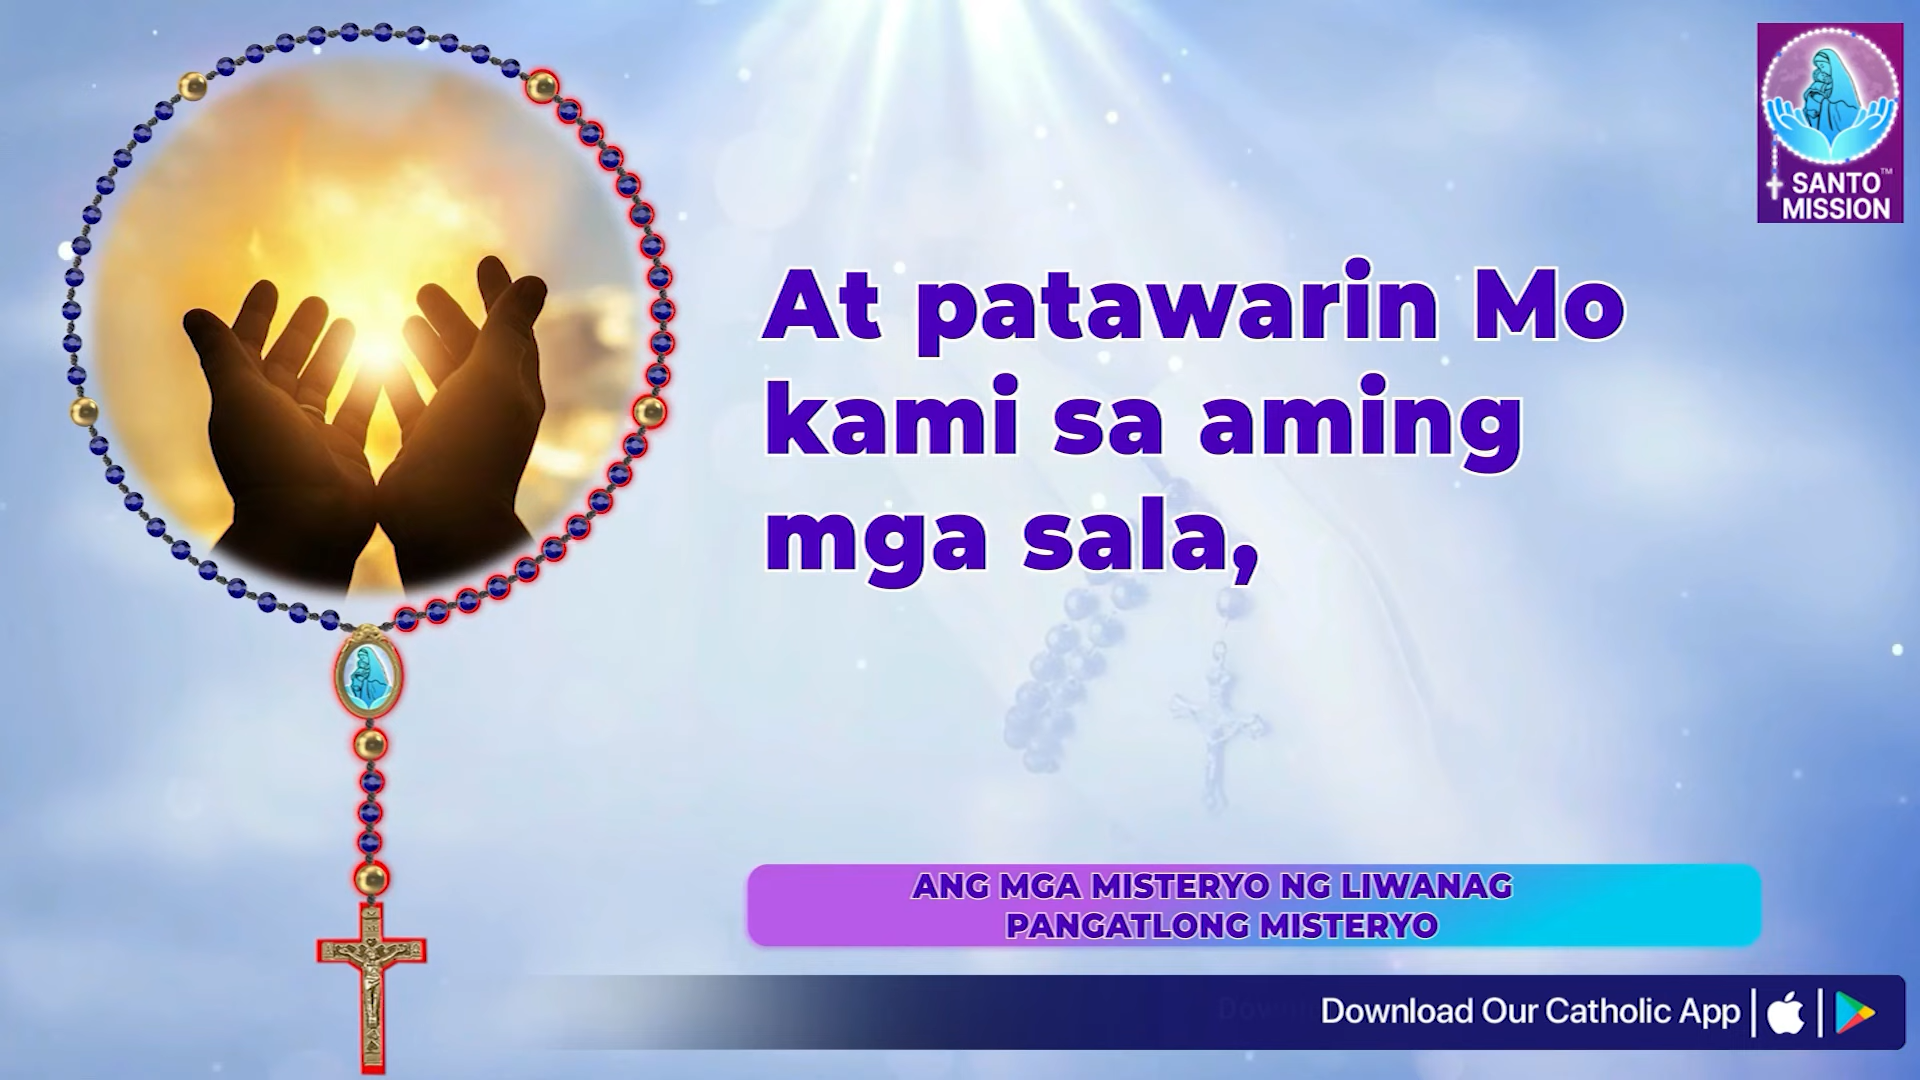 SANTO™
MISSION
At patawarin Mo
kami sa aming
mga sala,
ANG MGA MISTERYO NG LIWANAG
PANGATLONG MISTERYO
Download Our Catholic App